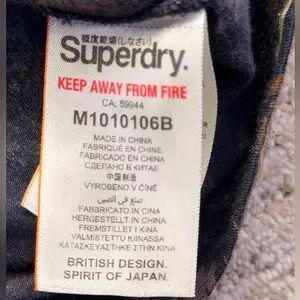 極度乾燥(しなさい)
Superdry.
KEEP AWAY FROM FIRE
CA: 59944
M1010106B
MADE IN CHINA
FABRIQUÉ EN CHINE
FABRICADO EN CHINA
СДЕЛАНО В КИТАЕ
中国制造
VYROBENO V ČÍNĚ
صنع في الصين
FABBRICATO IN CINA
HERGESTELLT IN CHINA
FREMSTILLET I KINA
VALMISTETTU KIINASSA
ΚΑΤΑΣΚΕΥΑΣΤΗΚΕ ΣΤΗΝ ΚΙΝΑ
BRITISH DESIGN.
SPIRIT OF JAPAN.